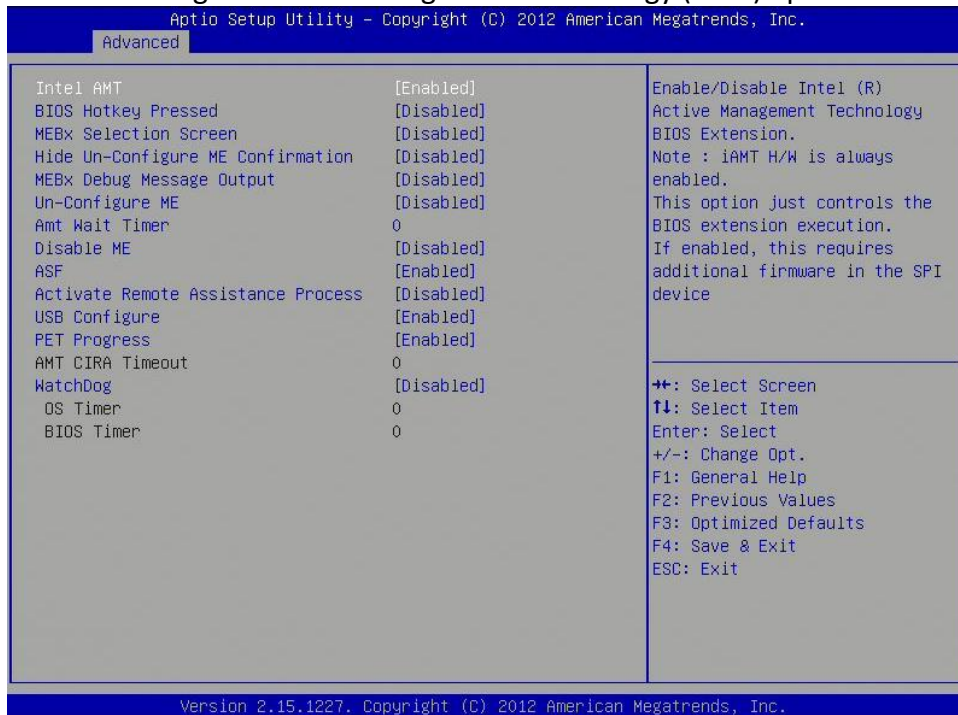 Aptio Setup Utility – Copyright (C) 2012 American Megatrends, Inc.
Advanced
Intel AMT [Enabled]
BIOS Hotkey Pressed [Disabled]
MEBx Selection Screen [Disabled]
Hide Un-Configure ME Confirmation [Disabled]
MEBx Debug Message Output [Disabled]
Un-Configure ME [Disabled]
Amt Wait Timer 0
Disable ME [Disabled]
ASF [Enabled]
Activate Remote Assistance Process [Disabled]
USB Configure [Enabled]
PET Progress [Enabled]
AMT CIRA Timeout 0
WatchDog [Disabled]
OS Timer 0
BIOS Timer 0
Enable/Disable Intel (R)
Active Management Technology
BIOS Extension.
Note : iAMT H/W is always
enabled.
This option just controls the
BIOS extension execution.
If enabled, this requires
additional firmware in the SPI
device
→←: Select Screen
↑↓: Select Item
Enter: Select
+/-: Change Opt.
F1: General Help
F2: Previous Values
F3: Optimized Defaults
F4: Save & Exit
ESC: Exit
Version 2.15.1227. Copyright (C) 2012 American Megatrends, Inc.